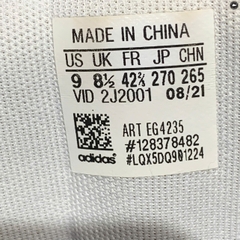 MADE IN CHINA
US UK FR JP CHN
9 8½ 42⅔ 270 265
VID 2J2001 08/21
ART EG4235
#128378482
#LQX5DQ901224
adidas